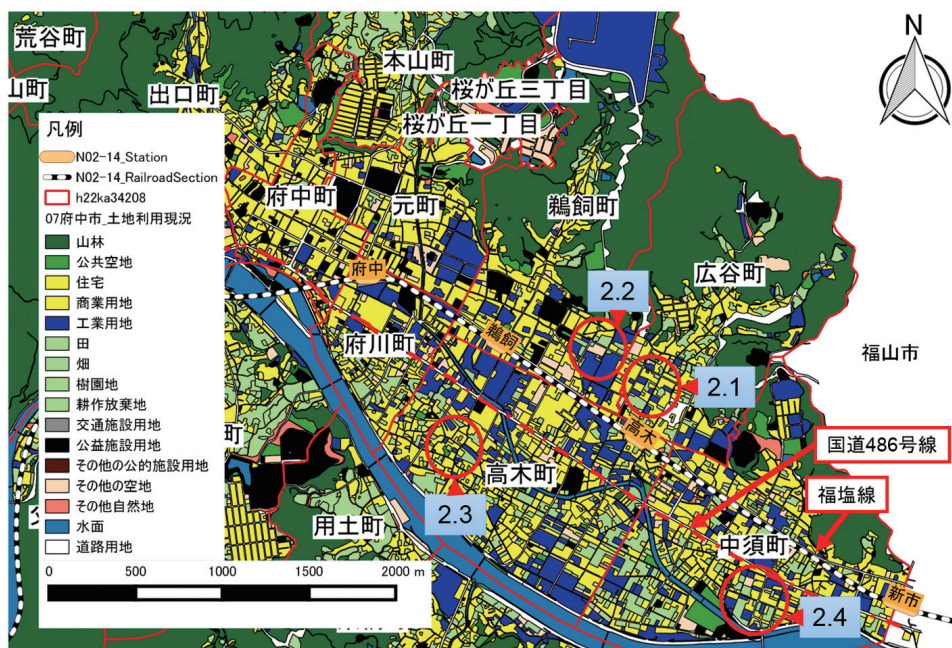 荒谷町
本山町
山町
出口町
桜が丘三丁目
桜が丘一丁目
N
凡例
N02-14_Station
N02-14_RailroadSection
h22ka34208
07府中市_土地利用現況
山林
公共空地
住宅
商業用地
工業用地
田
畑
樹園地
耕作放棄地
交通施設用地
公益施設用地
その他の公的施設用地
その他の空地
その他自然地
水面
道路用地
0 500 1000 1500 2000 m
府中町
元町
鵜飼町
広谷町
府中
2.2
鵜飼
府川町
福山市
2.1
高木
国道486号線
高木町
町
2.3
福塩線
用土町
中須町
新市
2.4